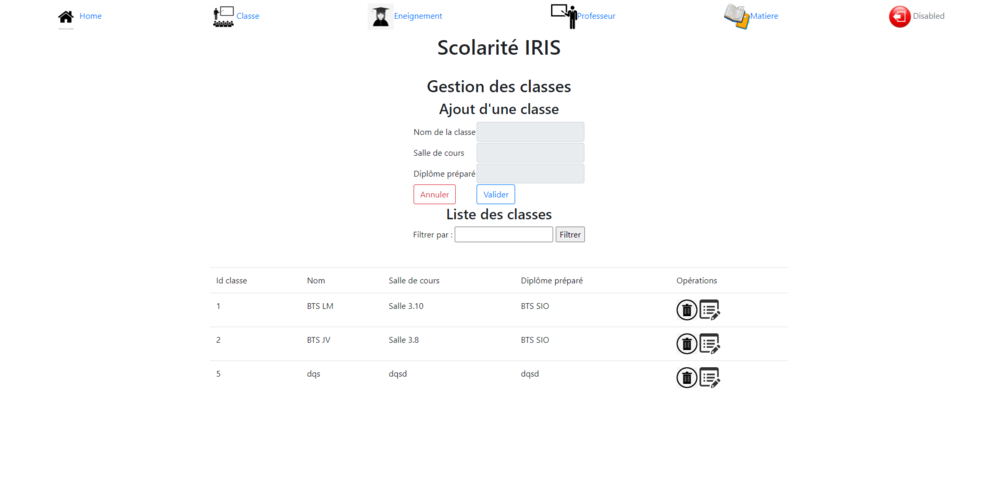 Home Classe Eneignement Professeur Matiere Disabled
Scolarité IRIS
Gestion des classes
Ajout d'une classe
Nom de la classe
Salle de cours
Diplôme préparé
Annuler Valider
Liste des classes
Filtrer par : Filtrer
Id classe Nom Salle de cours Diplôme préparé Opérations
1 BTS LM Salle 3.10 BTS SIO
2 BTS JV Salle 3.8 BTS SIO
5 dqs dqsd dqsd